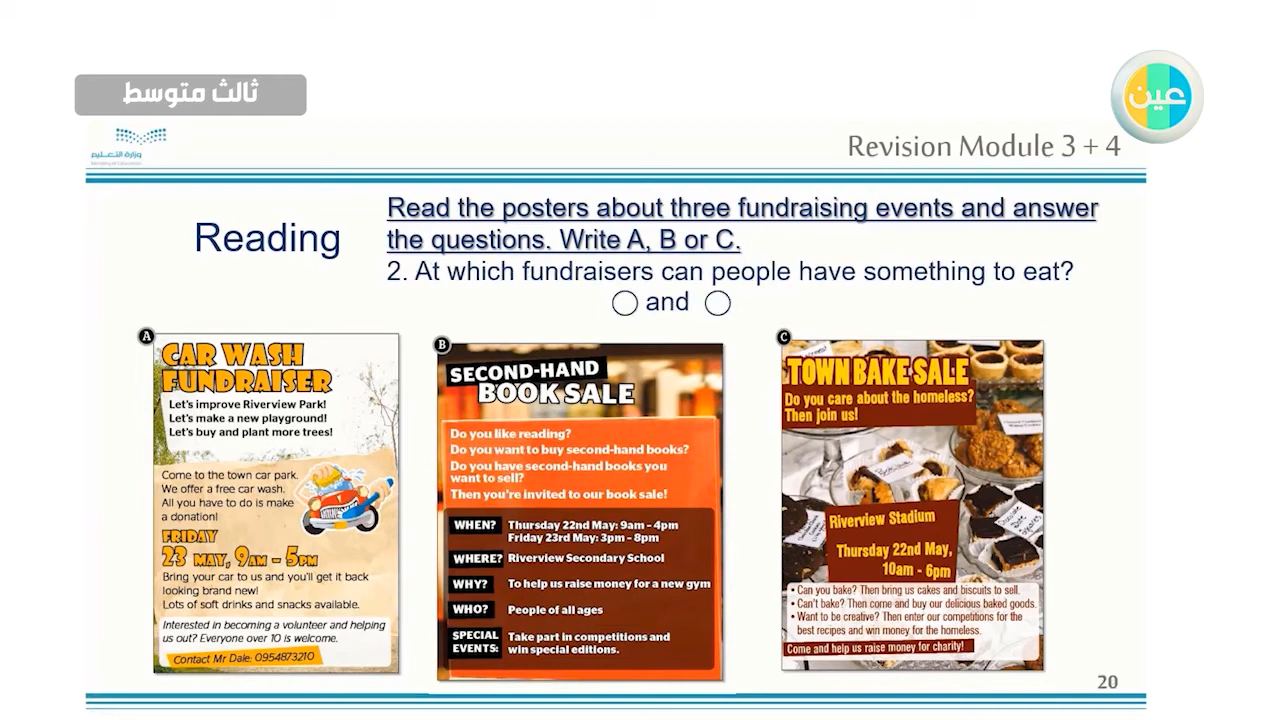 ثالث متوسط
عين
وزارة التعليم
Ministry of Education
Revision Module 3 + 4
Reading
Read the posters about three fundraising events and answer
the questions. Write A, B or C.
2. At which fundraisers can people have something to eat?
and
A
CAR WASH
FUNDRAISER
Let's improve Riverview Park!
Let's make a new playground!
Let's buy and plant more trees!
Come to the town car park.
We offer a free car wash.
All you have to do is make
a donation!
FRIDAY
23 MAY, 9AM – 5PM
Bring your car to us and you'll get it back
looking brand new!
Lots of soft drinks and snacks available.
Interested in becoming a volunteer and helping
us out? Everyone over 10 is welcome.
Contact Mr Dale: 0954873210
B
SECOND-HAND
BOOK SALE
Do you like reading?
Do you want to buy second-hand books?
Do you have second-hand books you
want to sell?
Then you're invited to our book sale!
WHEN? Thursday 22nd May: 9am – 4pm
Friday 23rd May: 3pm – 8pm
WHERE? Riverview Secondary School
WHY? To help us raise money for a new gym
WHO? People of all ages
SPECIAL EVENTS: Take part in competitions and
win special editions.
C
TOWN BAKE SALE
Do you care about the homeless?
Then join us!
Riverview Stadium
Thursday 22nd May,
10am - 6pm
• Can you bake? Then bring us cakes and biscuits to sell.
• Can't bake? Then come and buy our delicious baked goods.
• Want to be creative? Then enter our competitions for the
best recipes and win money for the homeless.
Come and help us raise money for charity!
20